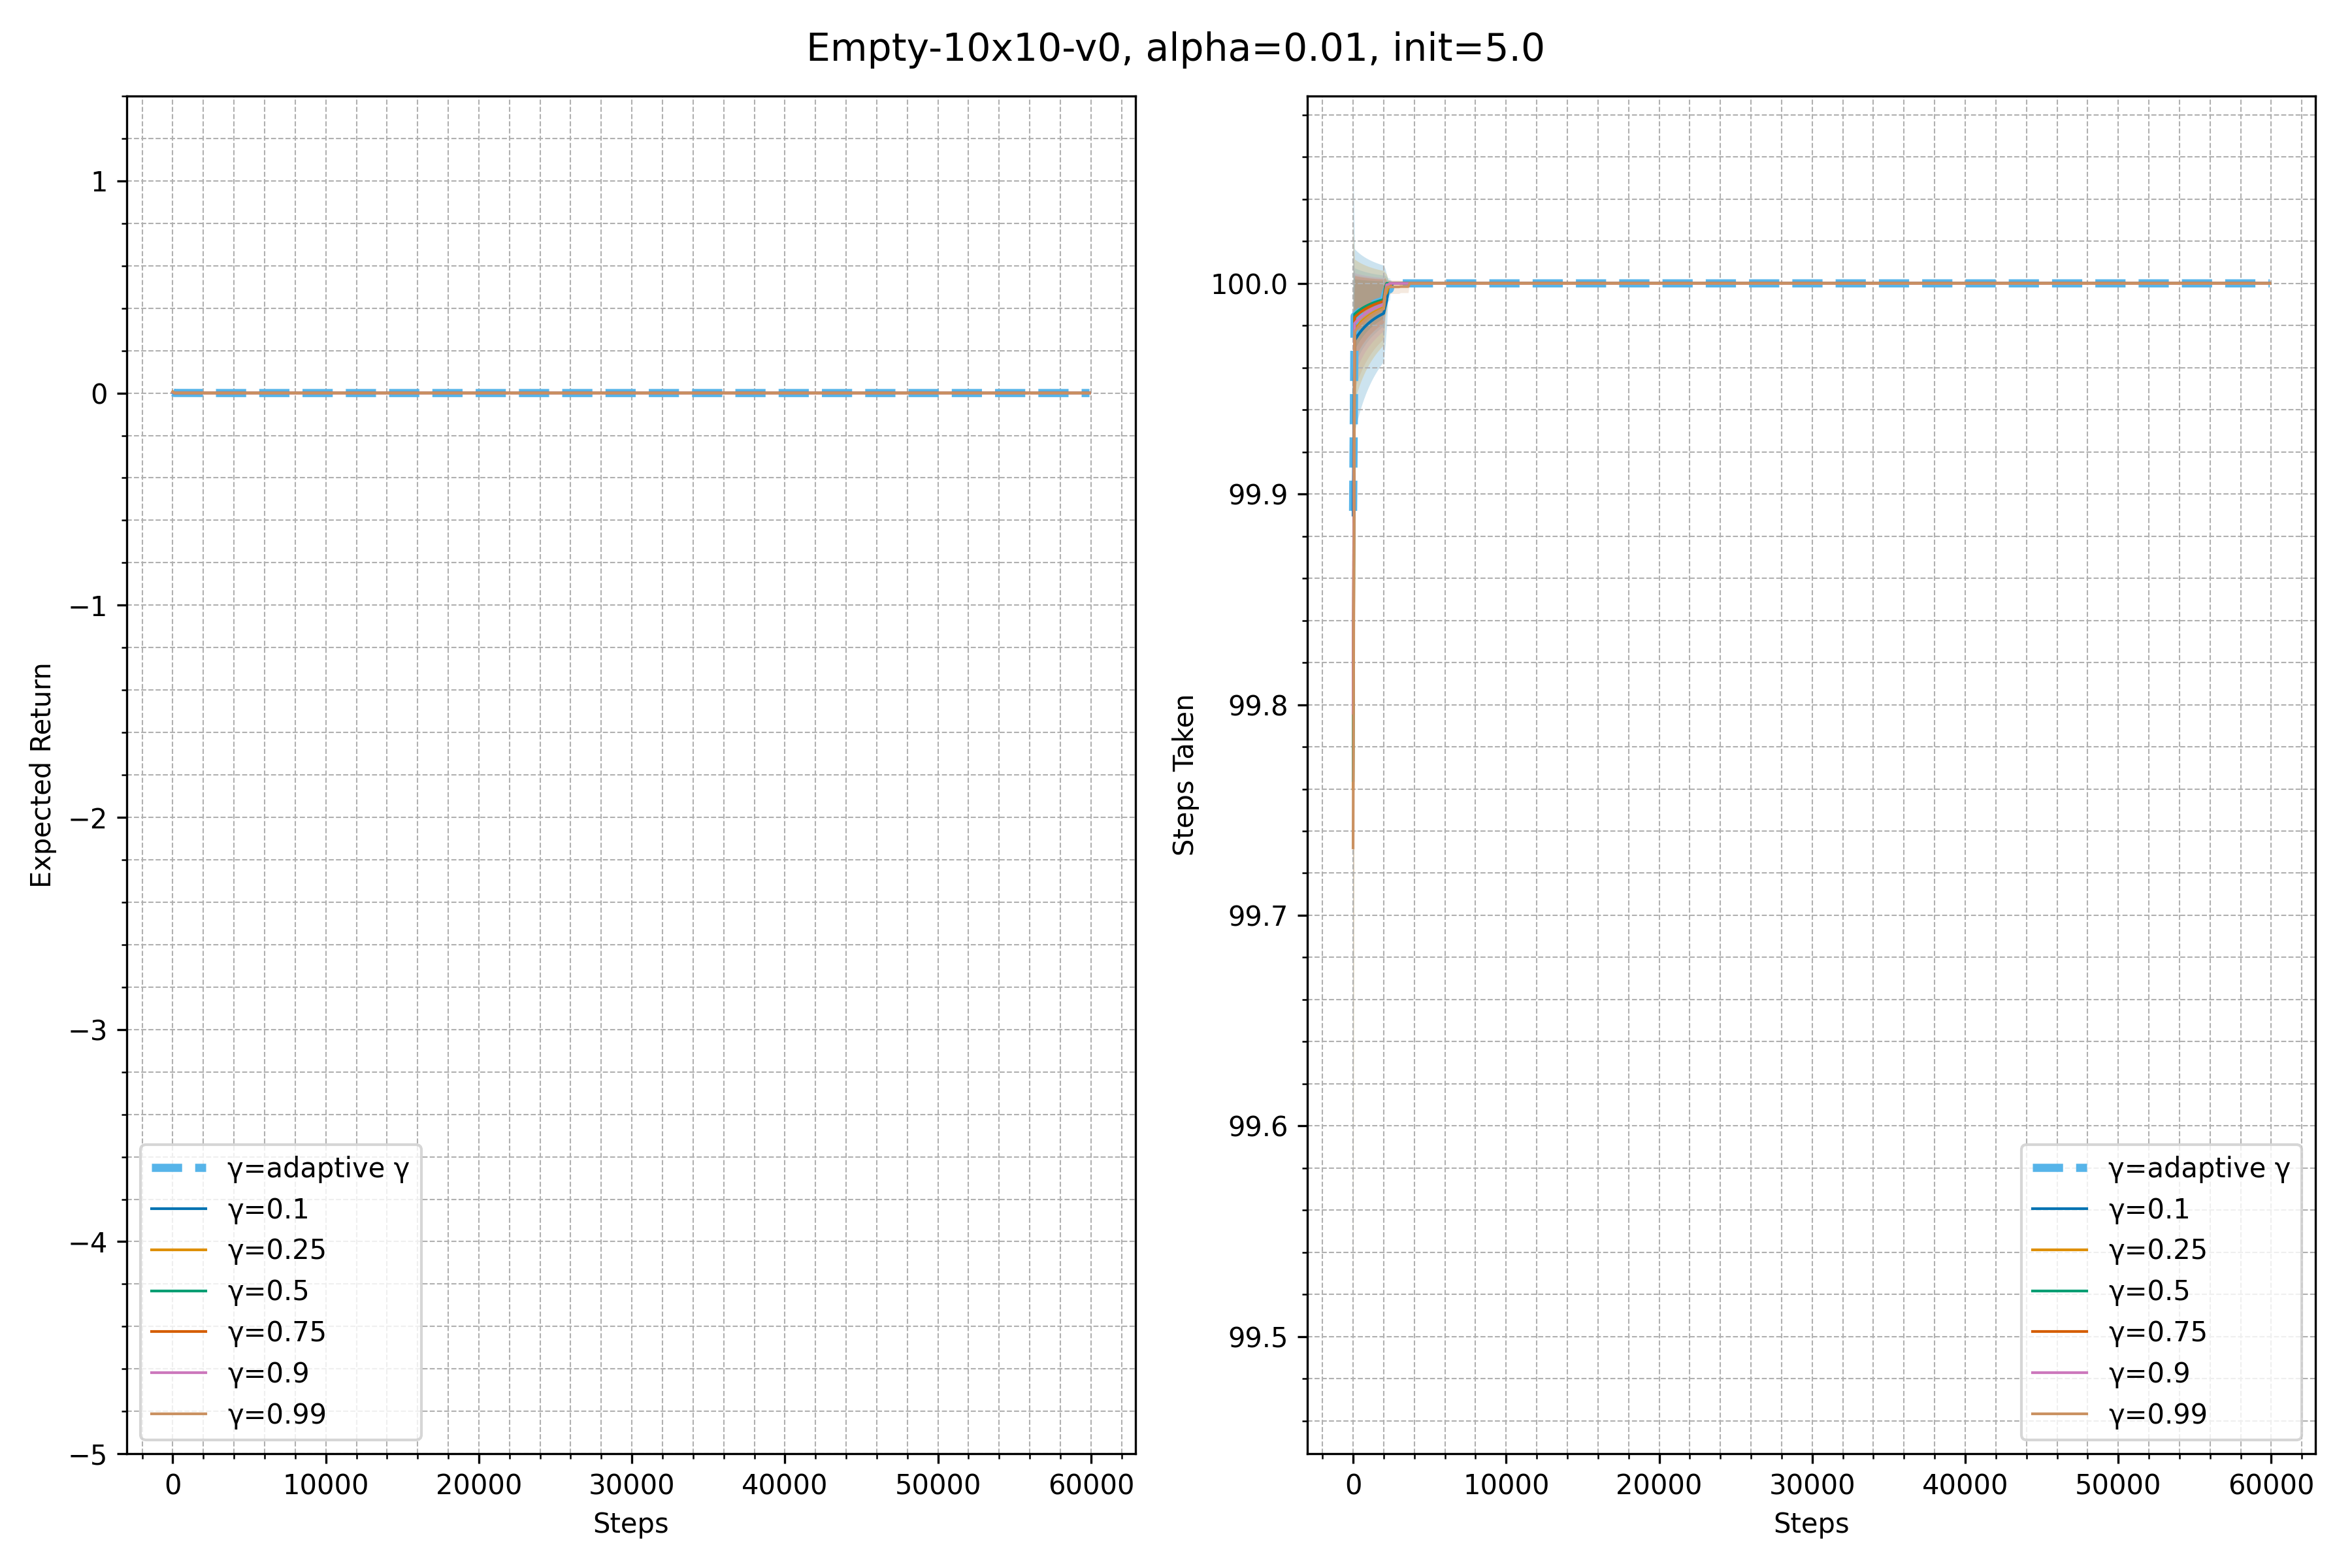 Empty-10x10-v0, alpha=0.01, init=5.0
Expected Return
1
0
−1
−2
−3
−4
−5
γ=adaptive γ
γ=0.1
γ=0.25
γ=0.5
γ=0.75
γ=0.9
γ=0.99
0 10000 20000 30000 40000 50000 60000
Steps
Steps Taken
100.0
99.9
99.8
99.7
99.6
99.5
γ=adaptive γ
γ=0.1
γ=0.25
γ=0.5
γ=0.75
γ=0.9
γ=0.99
0 10000 20000 30000 40000 50000 60000
Steps